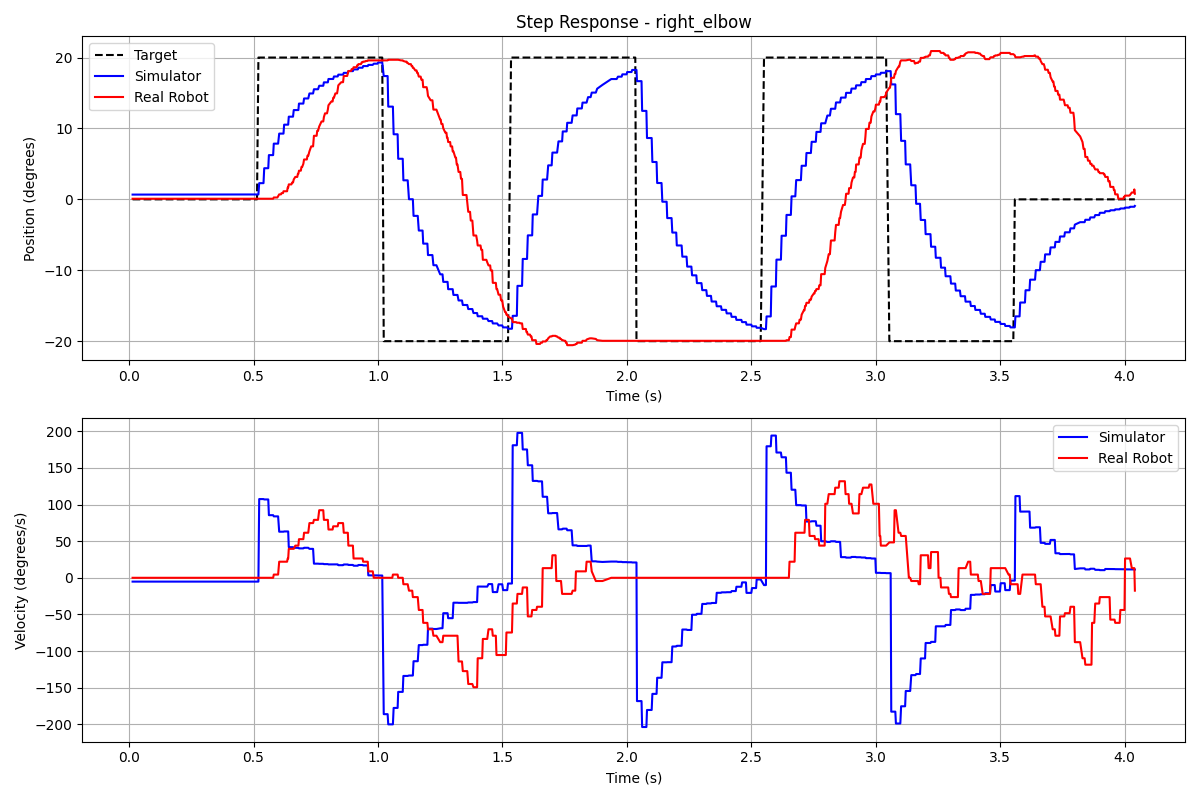 Step Response - right_elbow
Target
Simulator
Real Robot
Position (degrees)
20
10
0
−10
−20
0.0 0.5 1.0 1.5 2.0 2.5 3.0 3.5 4.0
Time (s)
Simulator
Real Robot
Velocity (degrees/s)
200
150
100
50
0
−50
−100
−150
−200
0.0 0.5 1.0 1.5 2.0 2.5 3.0 3.5 4.0
Time (s)